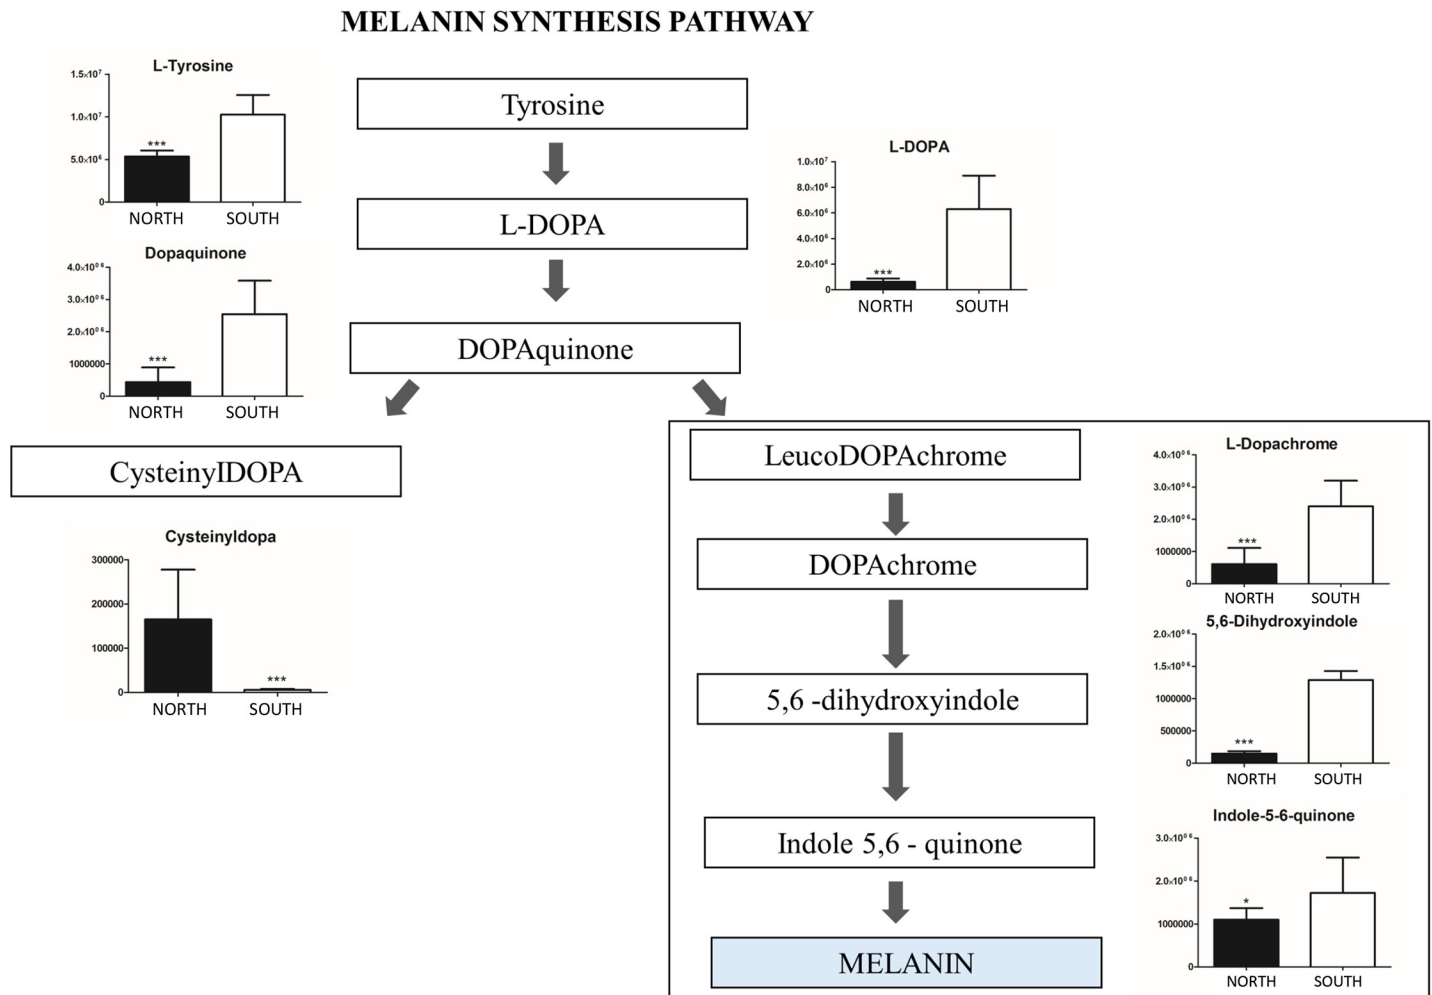 MELANIN SYNTHESIS PATHWAY
L-Tyrosine
1.5×10⁷
1.0×10⁷
5.0×10⁶
0
***
NORTH SOUTH
Tyrosine
L-DOPA
1.0×10⁷
8.0×10⁶
6.0×10⁶
4.0×10⁶
2.0×10⁶
0
***
NORTH SOUTH
L-DOPA
Dopaquinone
4.0×10⁰⁶
3.0×10⁰⁶
2.0×10⁰⁶
1000000
0
***
NORTH SOUTH
DOPAquinone
CysteinylDOPA
Cysteinyldopa
300000
200000
100000
0
***
NORTH SOUTH
LeucoDOPAchrome
L-Dopachrome
4.0×10⁰⁶
3.0×10⁰⁶
2.0×10⁰⁶
1000000
0
***
NORTH SOUTH
DOPAchrome
5,6-Dihydroxyindole
2.0×10⁰⁶
1.5×10⁰⁶
1000000
500000
0
***
NORTH SOUTH
5,6 -dihydroxyindole
Indole-5-6-quinone
3.0×10⁰⁶
2.0×10⁰⁶
1000000
0
*
NORTH SOUTH
Indole 5,6 - quinone
MELANIN